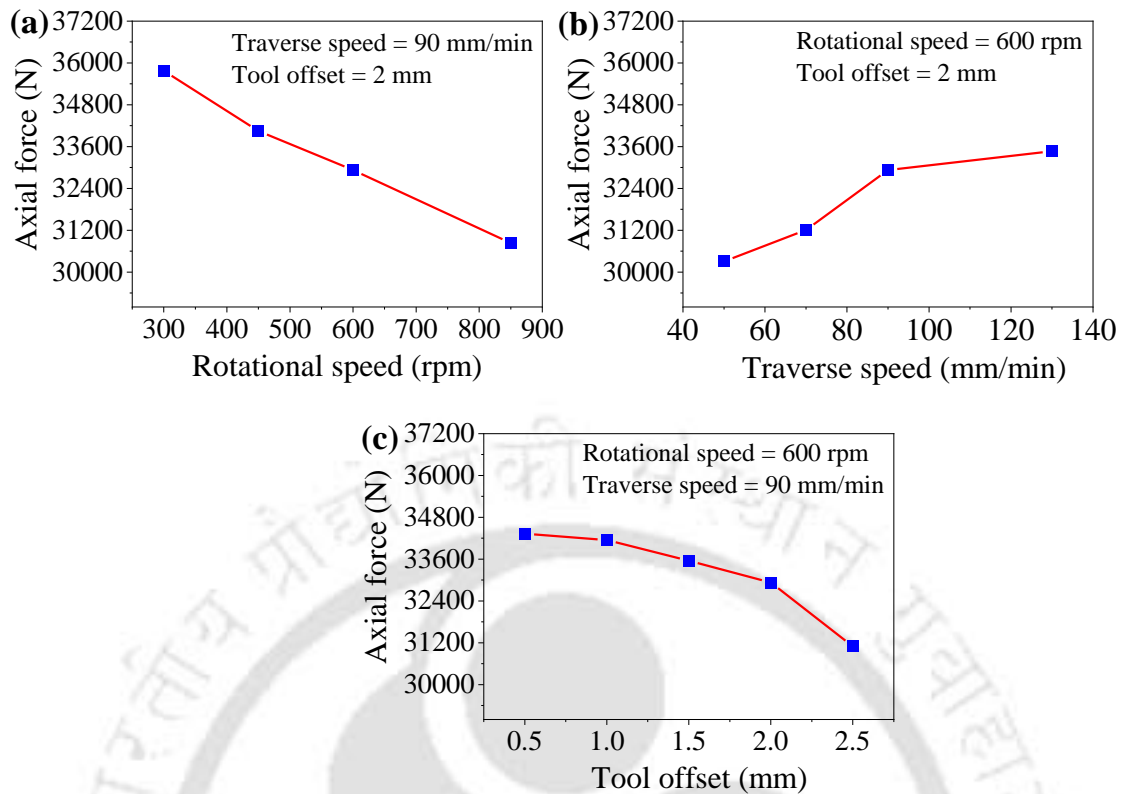 (a)
37200
36000
34800
33600
32400
31200
30000
Axial force (N)
Traverse speed = 90 mm/min
Tool offset = 2 mm
300 400 500 600 700 800 900
Rotational speed (rpm)
(b)
37200
36000
34800
33600
32400
31200
30000
Axial force (N)
Rotational speed = 600 rpm
Tool offset = 2 mm
40 60 80 100 120 140
Traverse speed (mm/min)
(c)
37200
36000
34800
33600
32400
31200
30000
Axial force (N)
Rotational speed = 600 rpm
Traverse speed = 90 mm/min
0.5 1.0 1.5 2.0 2.5
Tool offset (mm)